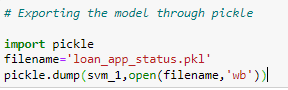 # Exporting the model through pickle
import pickle
filename='loan_app_status.pkl'
pickle.dump(svm_1,open(filename,'wb'))